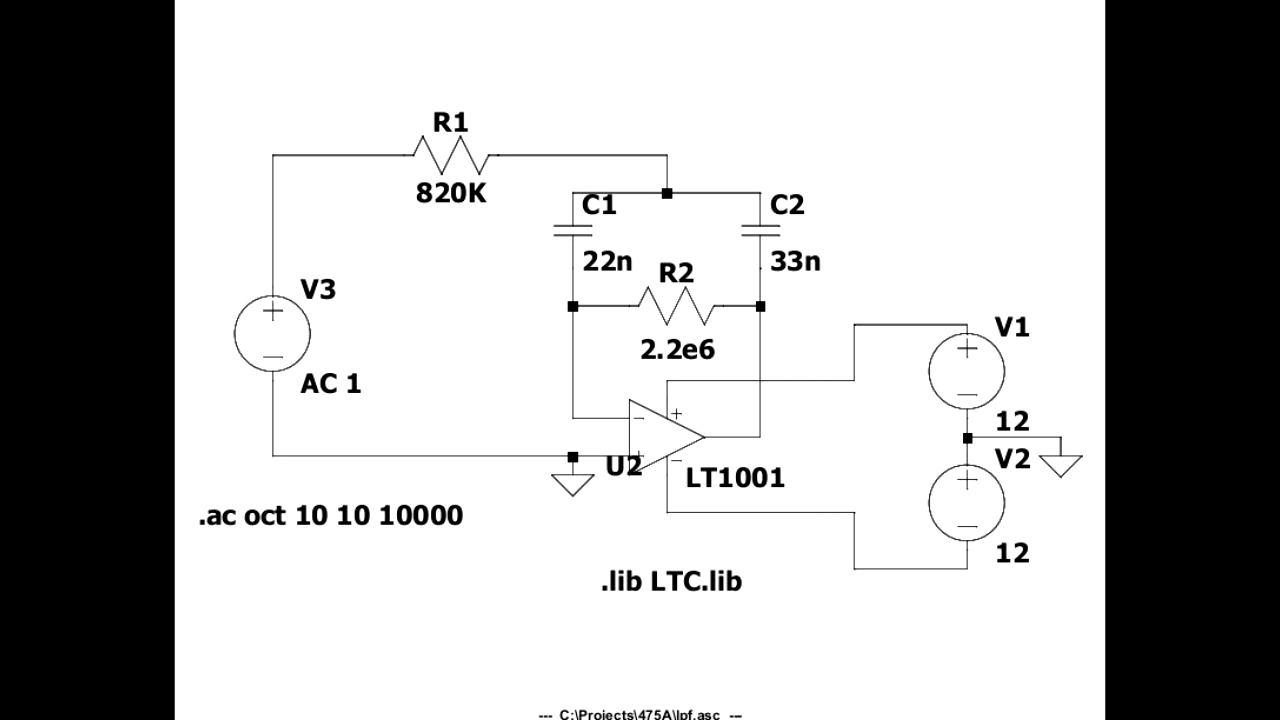 R1
820K
C1
C2
22n
R2
33n
V3
2.2e6
V1
AC 1
12
U2
V2
LT1001
.ac oct 10 10 10000
12
.lib LTC.lib
--- C:\Projects\475A\lpf.asc ---